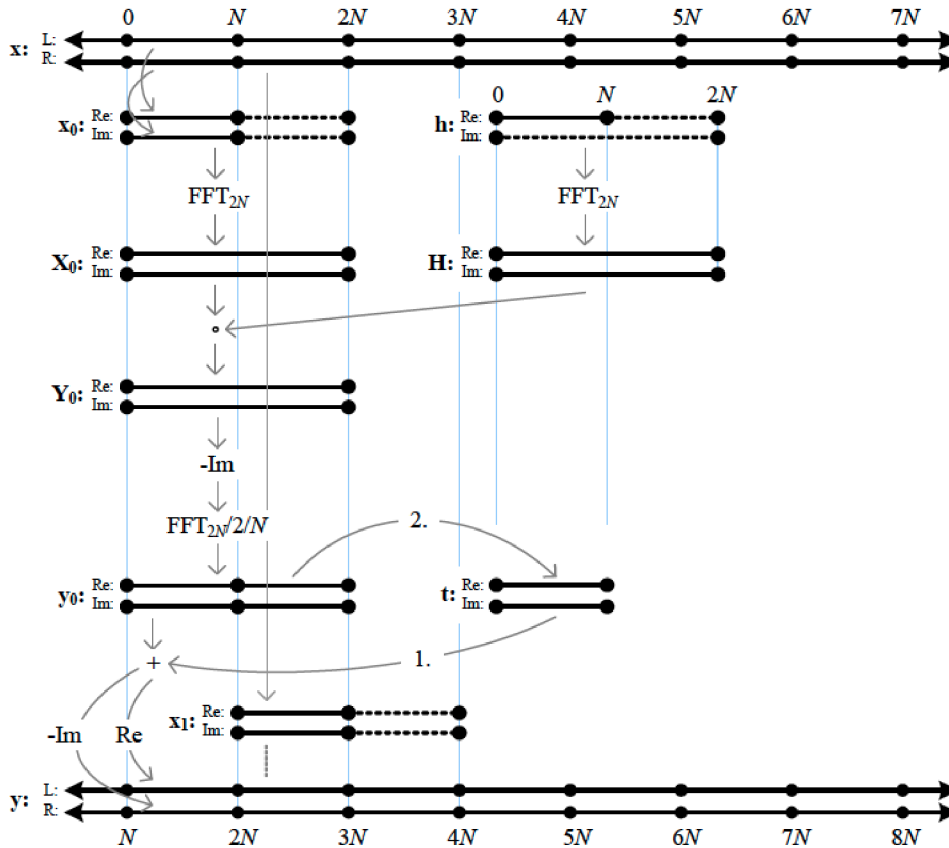 0 N 2N 3N 4N 5N 6N 7N
x: L:
R:
0 N 2N
x0: Re:
Im:
h: Re:
Im:
FFT2N FFT2N
X0: Re:
Im:
H: Re:
Im:
Y0: Re:
Im:
-Im
FFT2N/2/N
2.
y0: Re:
Im:
t: Re:
Im:
+ 1.
x1: Re:
Im:
-Im Re
y: L:
R:
N 2N 3N 4N 5N 6N 7N 8N